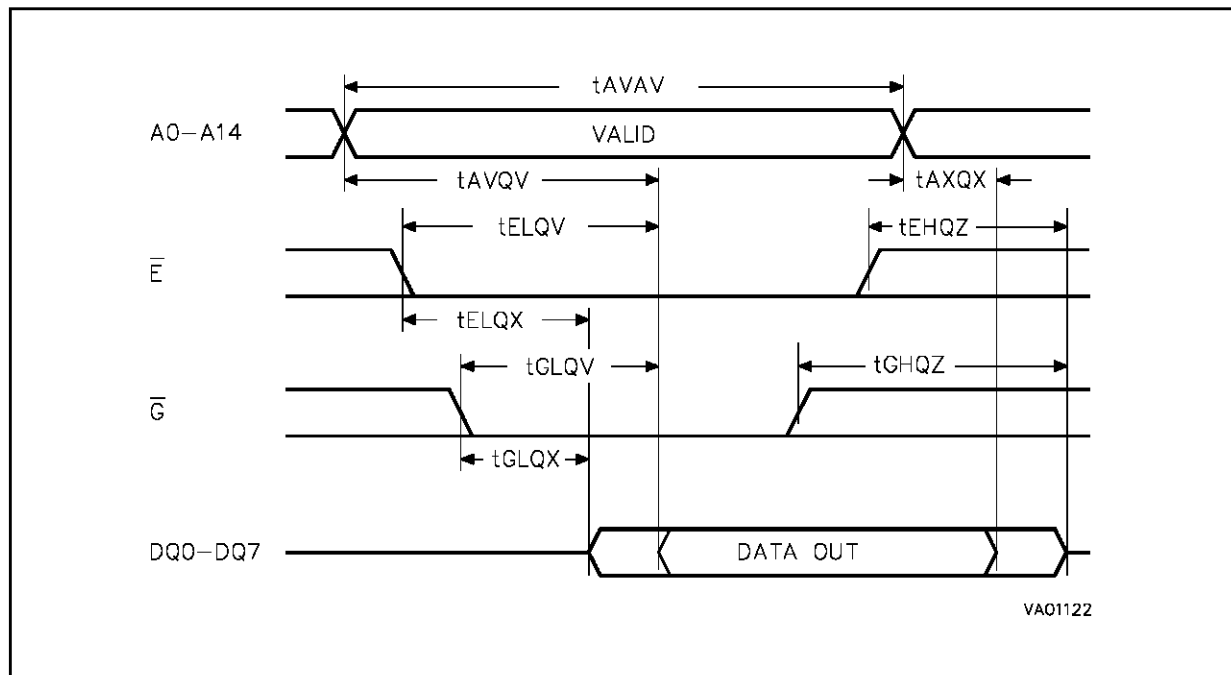 tAVAV
A0-A14
VALID
tAVQV
tAXQX
tELQV
tEHQZ
E̅
tELQX
tGLQV
tGHQZ
G̅
tGLQX
DQ0-DQ7
DATA OUT
VA01122